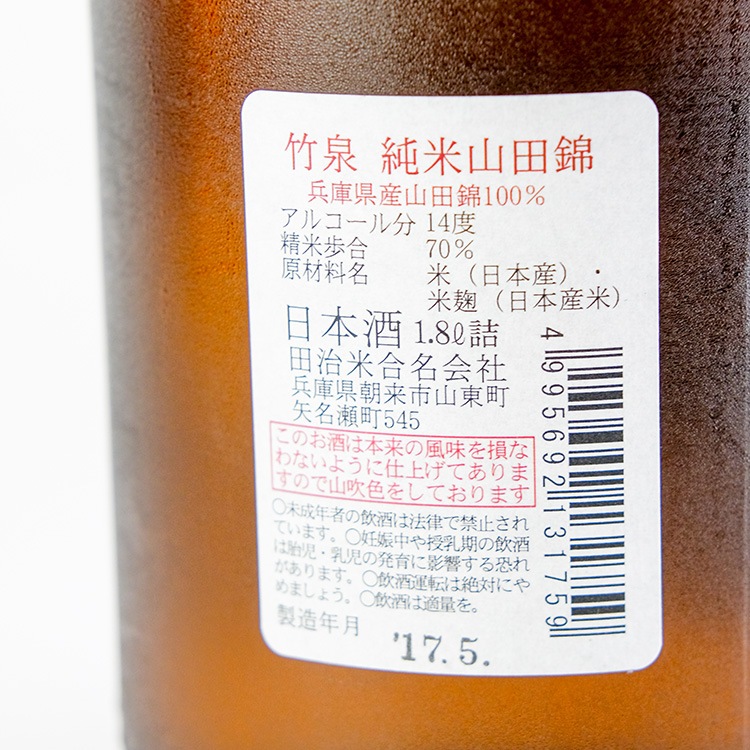 竹泉 純米山田錦
兵庫県産山田錦100%
アルコール分 14度
精米歩合 70%
原材料名 米（日本産）・
米麹（日本産米）
日本酒 1.8ℓ詰
田治米合名会社
兵庫県朝来市山東町
矢名瀬町545
このお酒は本来の風味を損な
わないように仕上げてありま
すので山吹色をしております
○未成年者の飲酒は法律で禁止され
ています。○妊娠中や授乳期の飲酒
は胎児・乳児の発育に影響する恐れ
があります。○飲酒運転は絶対にや
めましょう。○飲酒は適量を。
製造年月 '17.5.
4995692131759